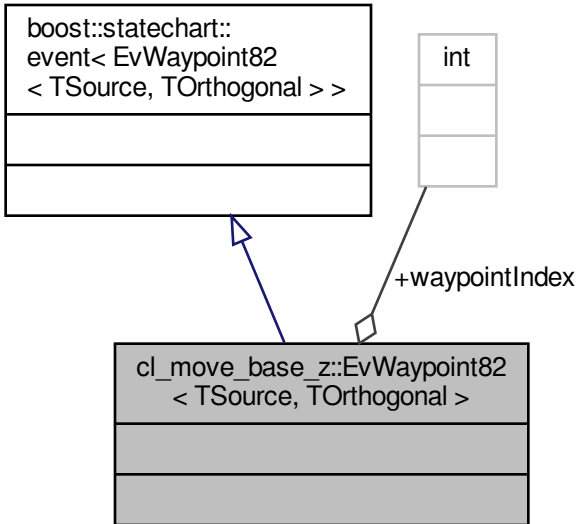 boost::statechart::
event< EvWaypoint82
< TSource, TOrthogonal > >
int
+waypointIndex
cl_move_base_z::EvWaypoint82
< TSource, TOrthogonal >